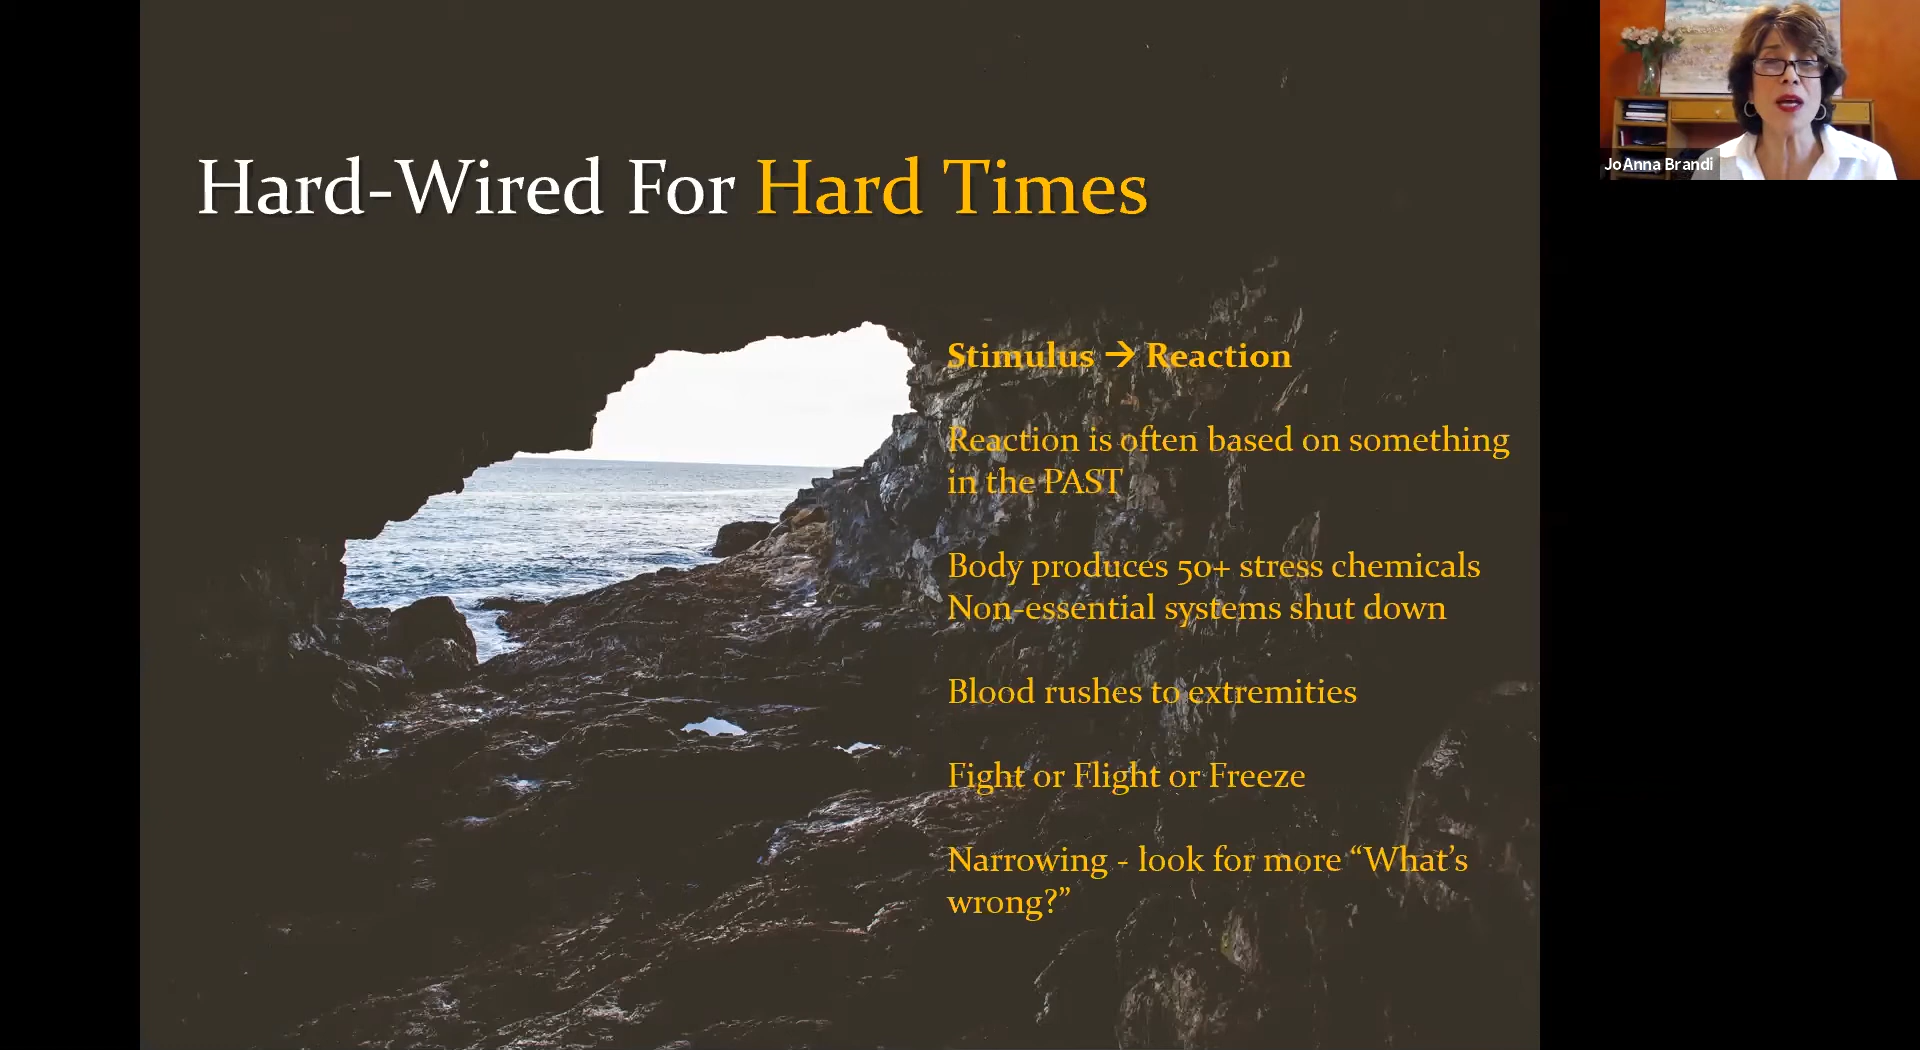 Hard-Wired For Hard Times
JoAnna Brandi
Stimulus → Reaction
Reaction is often based on something
in the PAST
Body produces 50+ stress chemicals
Non-essential systems shut down
Blood rushes to extremities
Fight or Flight or Freeze
Narrowing - look for more “What’s
wrong?”